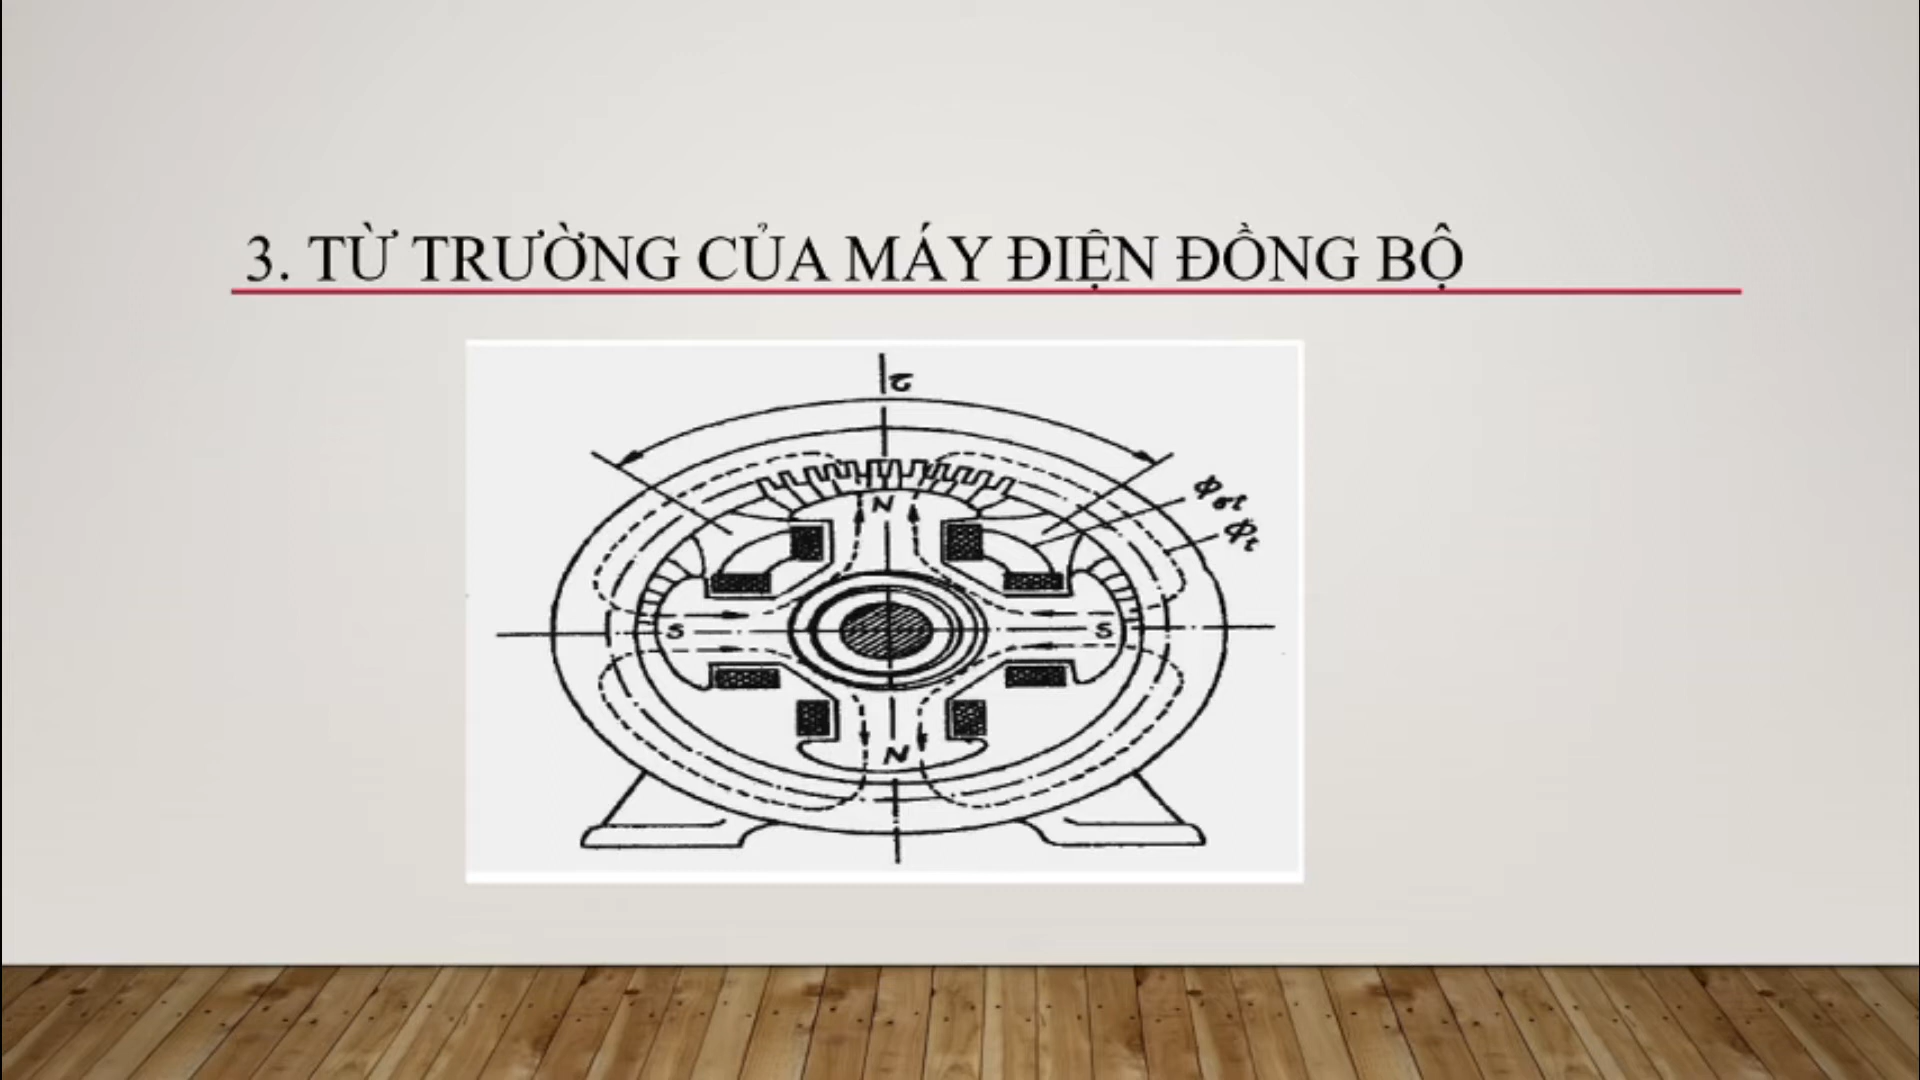 3. TỪ TRƯỜNG CỦA MÁY ĐIỆN ĐỒNG BỘ
τ
N
Φσt
Φt
S
S
N